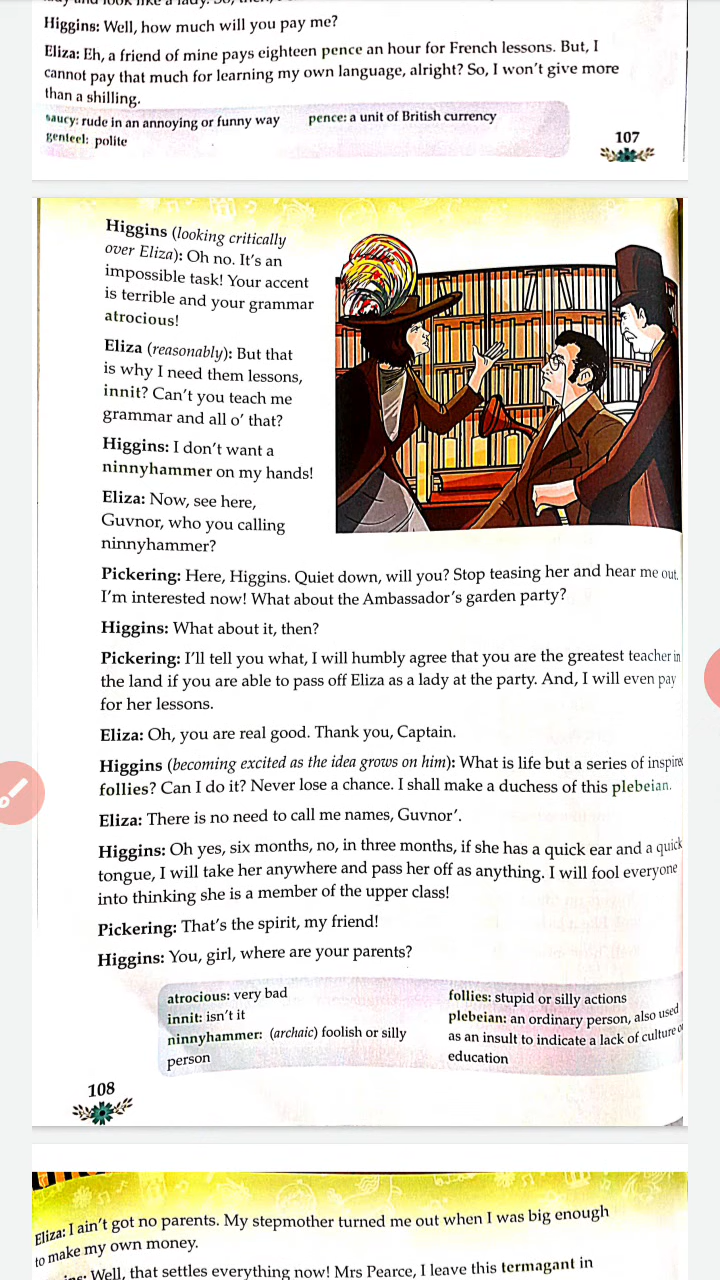 Higgins: Well, how much will you pay me?
Eliza: Eh, a friend of mine pays eighteen pence an hour for French lessons. But, I
cannot pay that much for learning my own language, alright? So, I won't give more
than a shilling.
saucy: rude in an annoying or funny way pence: a unit of British currency
genteel: polite
107
Higgins (looking critically
over Eliza): Oh no. It's an
impossible task! Your accent
is terrible and your grammar
atrocious!
Eliza (reasonably): But that
is why I need them lessons,
innit? Can't you teach me
grammar and all o' that?
Higgins: I don't want a
ninnyhammer on my hands!
Eliza: Now, see here,
Guvnor, who you calling
ninnyhammer?
Pickering: Here, Higgins. Quiet down, will you? Stop teasing her and hear me out.
I'm interested now! What about the Ambassador's garden party?
Higgins: What about it, then?
Pickering: I'll tell you what, I will humbly agree that you are the greatest teacher in
the land if you are able to pass off Eliza as a lady at the party. And, I will even pay
for her lessons.
Eliza: Oh, you are real good. Thank you, Captain.
Higgins (becoming excited as the idea grows on him): What is life but a series of inspire
follies? Can I do it? Never lose a chance. I shall make a duchess of this plebeian.
Eliza: There is no need to call me names, Guvnor'.
Higgins: Oh yes, six months, no, in three months, if she has a quick ear and a quick
tongue, I will take her anywhere and pass her off as anything. I will fool everyone
into thinking she is a member of the upper class!
Pickering: That's the spirit, my friend!
Higgins: You, girl, where are your parents?
atrocious: very bad
innit: isn't it
ninnyhammer: (archaic) foolish or silly
person
follies: stupid or silly actions
plebeian: an ordinary person, also used
as an insult to indicate a lack of culture or
education
108
Eliza: I ain't got no parents. My stepmother turned me out when I was big enough
to make my own money.
Well, that settles everything now! Mrs Pearce, I leave this termagant in